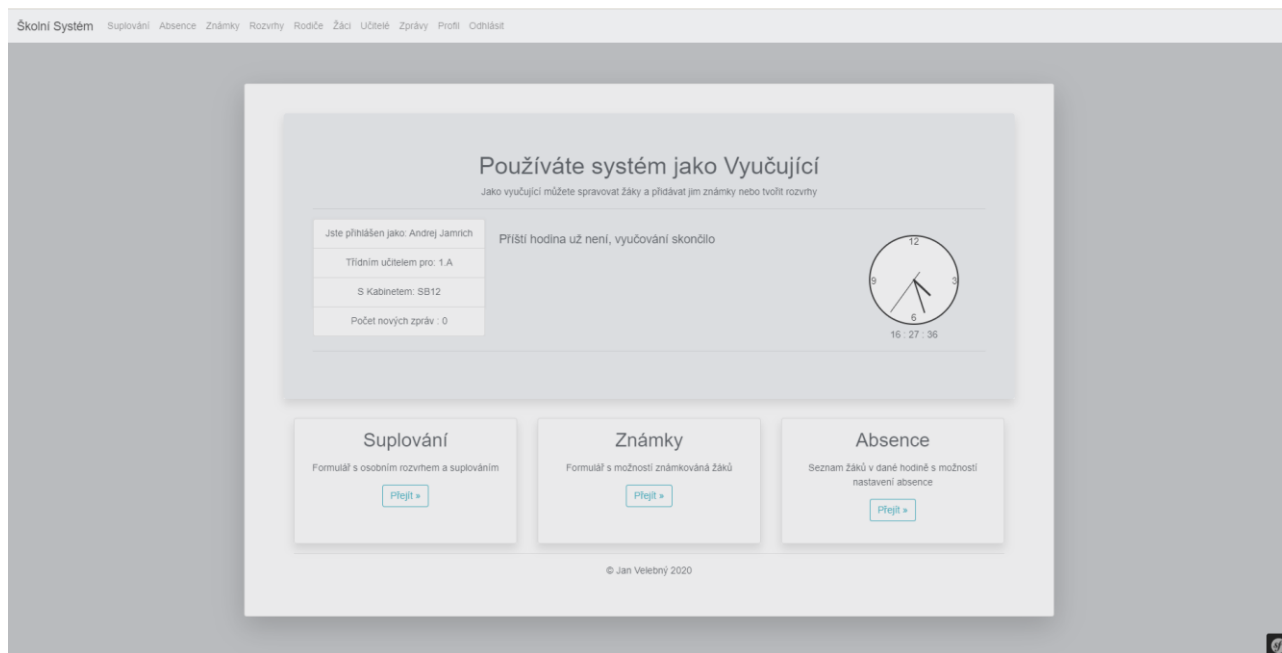 Školní Systém Suplování Absence Známky Rozvrhy Rodiče Žáci Učitelé Zprávy Profil Odhlásit
Používáte systém jako Vyučující
Jako vyučující můžete spravovat žáky a přidávat jim známky nebo tvořit rozvrhy
Jste přihlášen jako: Andrej Jamrich
Třídním učitelem pro: 1.A
S Kabinetem: SB12
Počet nových zpráv : 0
Příští hodina už není, vyučování skončilo
12
9 3
6
16 : 27 : 36
Suplování
Formulář s osobním rozvrhem a suplováním
Přejít »
Známky
Formulář s možností známkováná žáků
Přejít »
Absence
Seznam žáků v dané hodině s možností
nastavení absence
Přejít »
© Jan Velebný 2020